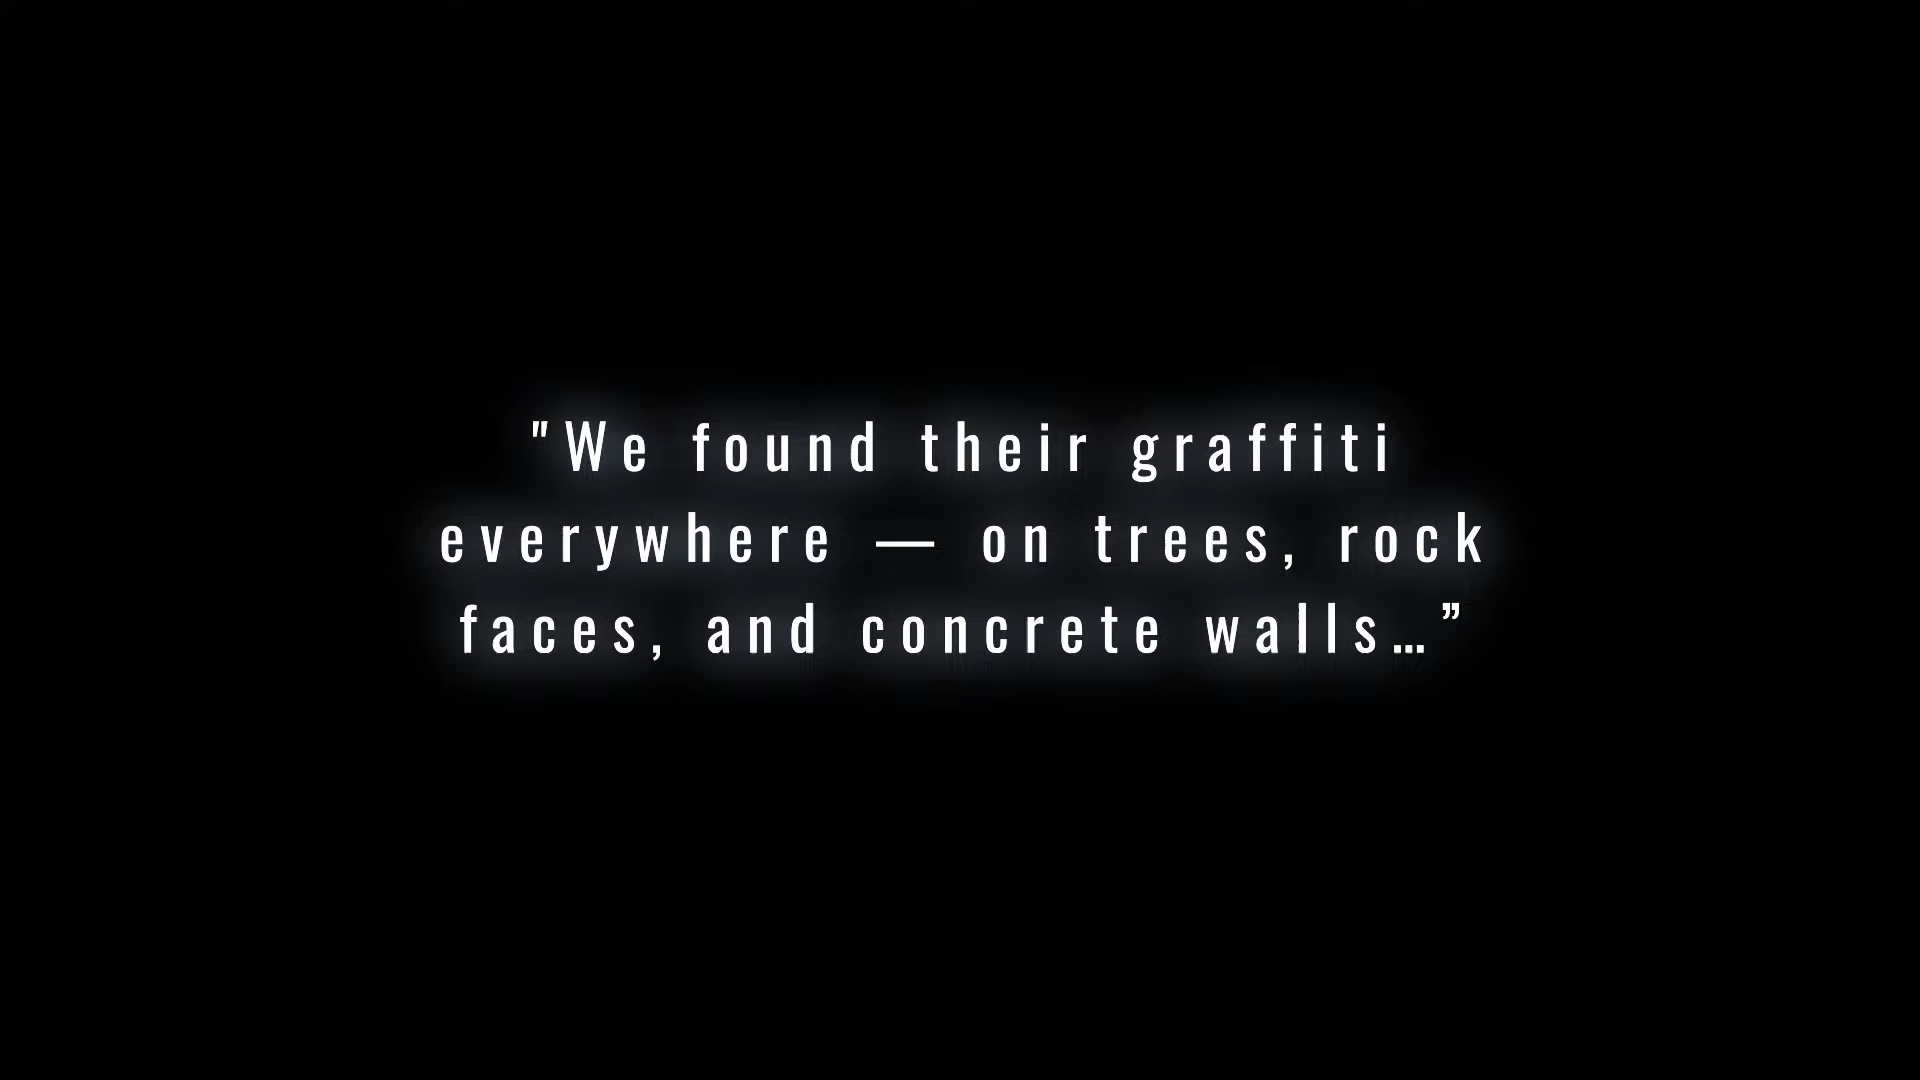 "We found their graffiti
everywhere — on trees, rock
faces, and concrete walls…”